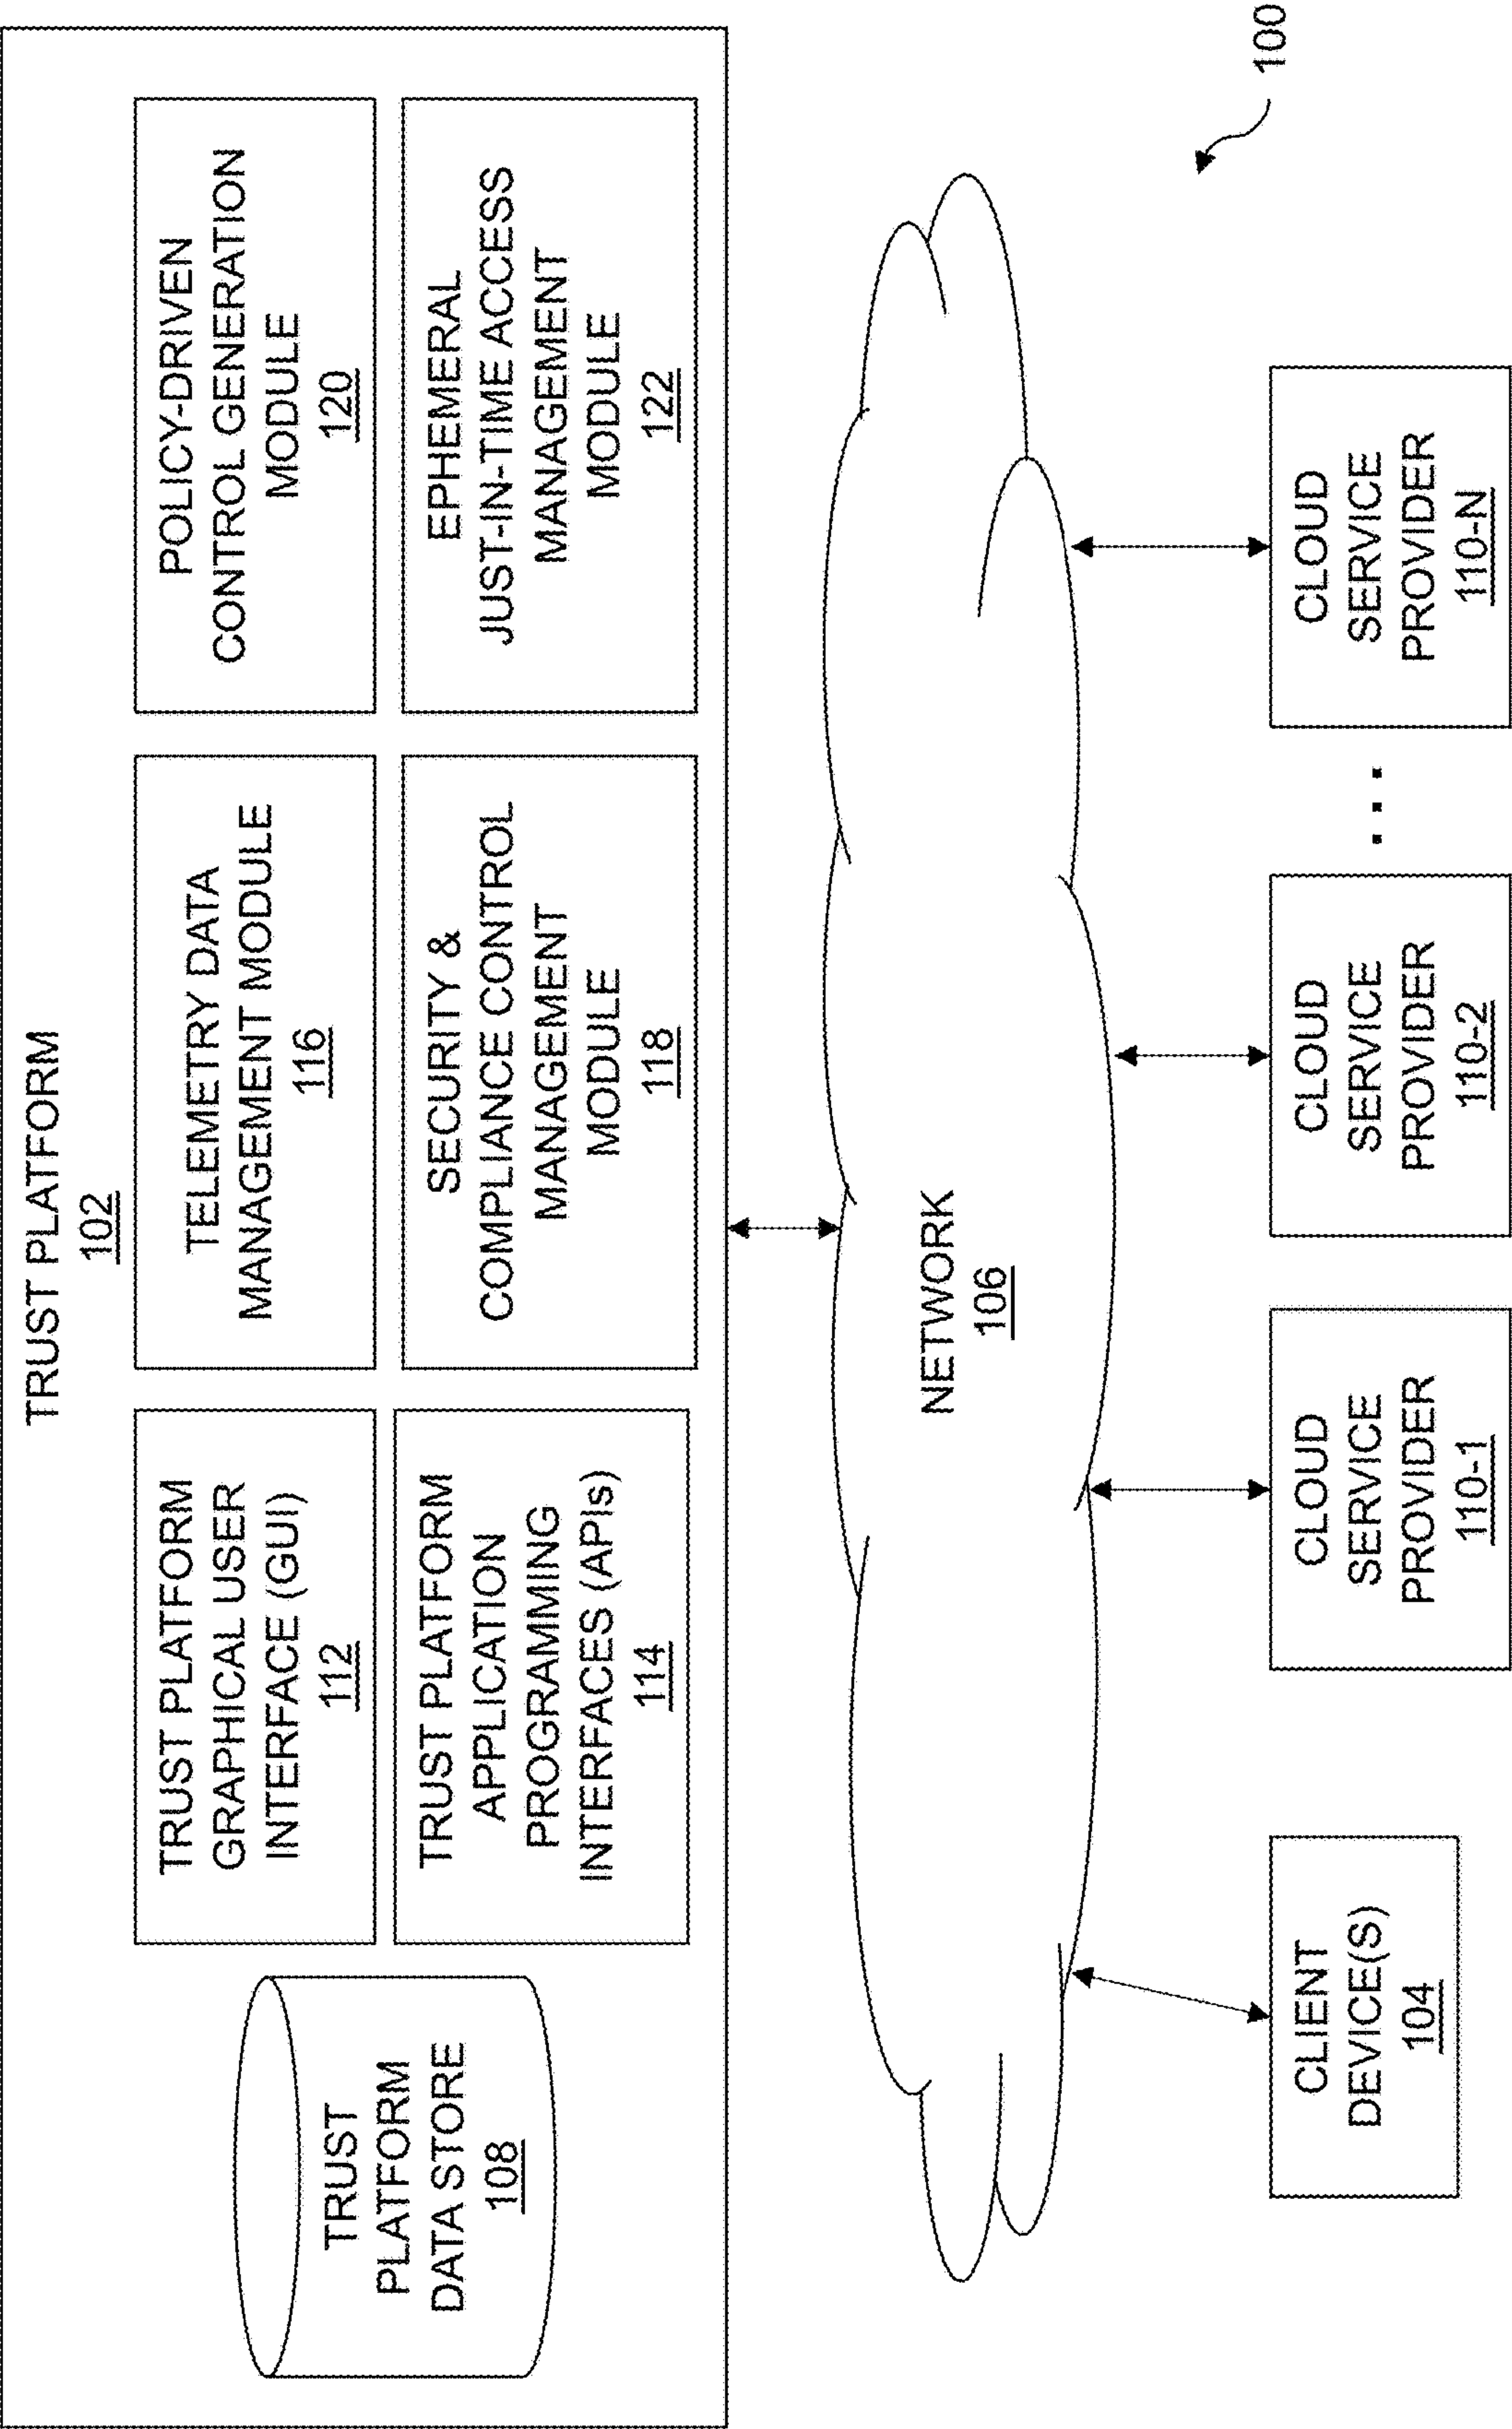 TRUST PLATFORM
102
TRUST
PLATFORM
DATA STORE
108
TRUST PLATFORM
GRAPHICAL USER
INTERFACE (GUI)
112
TRUST PLATFORM
APPLICATION
PROGRAMMING
INTERFACES (APIs)
114
TELEMETRY DATA
MANAGEMENT MODULE
116
SECURITY &
COMPLIANCE CONTROL
MANAGEMENT
MODULE
118
POLICY-DRIVEN
CONTROL GENERATION
MODULE
120
EPHEMERAL
JUST-IN-TIME ACCESS
MANAGEMENT
MODULE
122
NETWORK
106
CLIENT
DEVICE(S)
104
CLOUD
SERVICE
PROVIDER
110-1
CLOUD
SERVICE
PROVIDER
110-2
. . .
CLOUD
SERVICE
PROVIDER
110-N
100